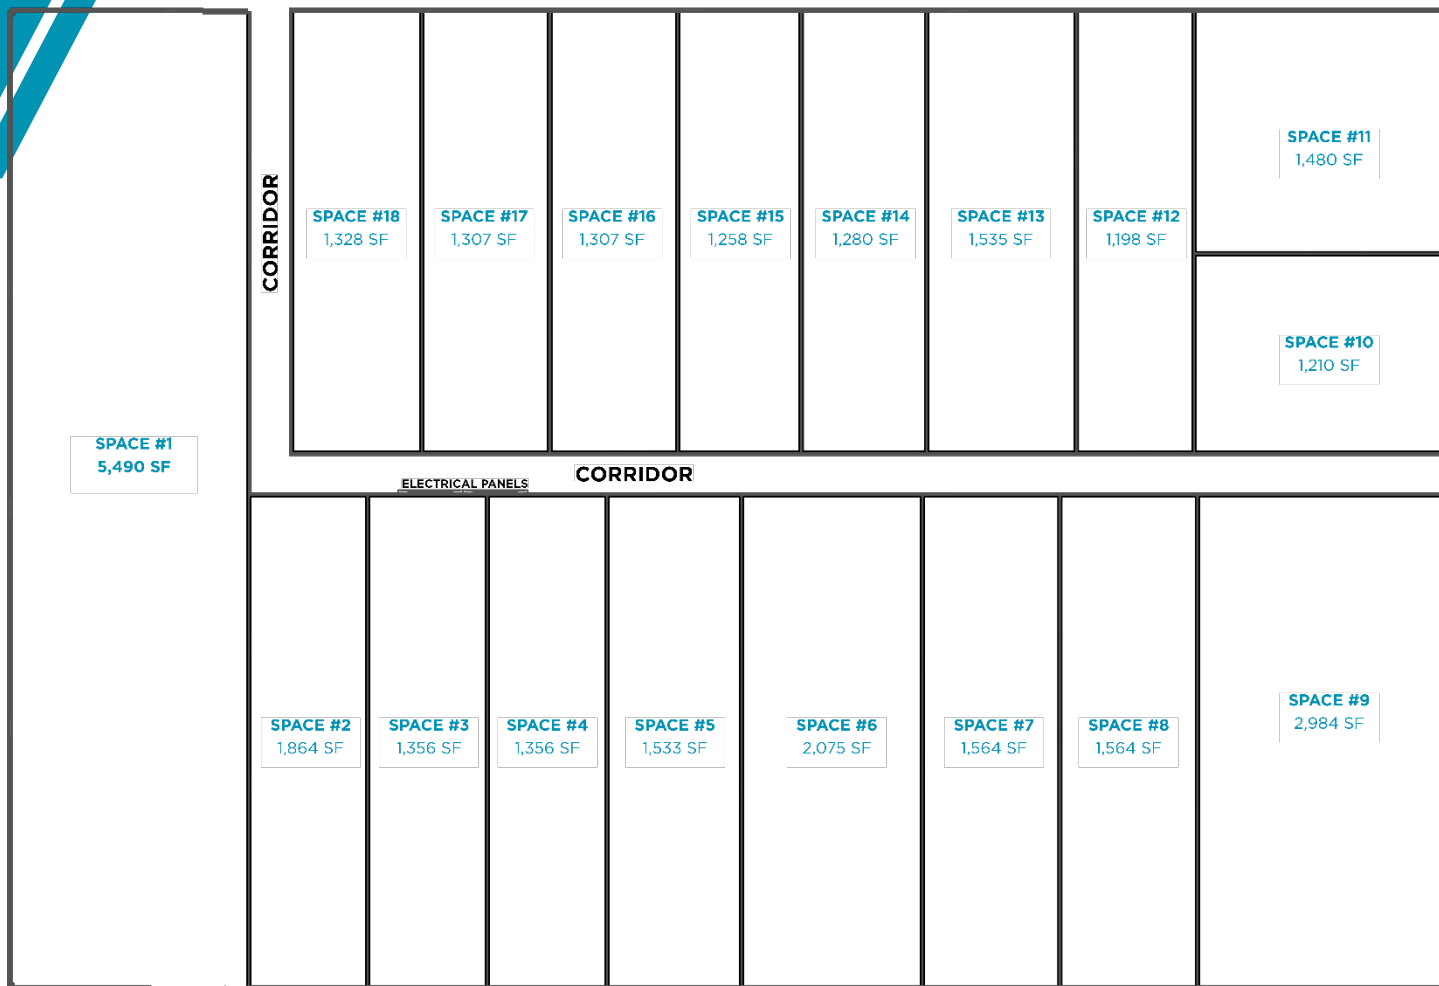 SPACE #11
1,480 SF
CORRIDOR
SPACE #18
1,328 SF
SPACE #17
1,307 SF
SPACE #16
1,307 SF
SPACE #15
1,258 SF
SPACE #14
1,280 SF
SPACE #13
1,535 SF
SPACE #12
1,198 SF
SPACE #10
1,210 SF
SPACE #1
5,490 SF
CORRIDOR
ELECTRICAL PANELS
SPACE #2
1,864 SF
SPACE #3
1,356 SF
SPACE #4
1,356 SF
SPACE #5
1,533 SF
SPACE #6
2,075 SF
SPACE #7
1,564 SF
SPACE #8
1,564 SF
SPACE #9
2,984 SF